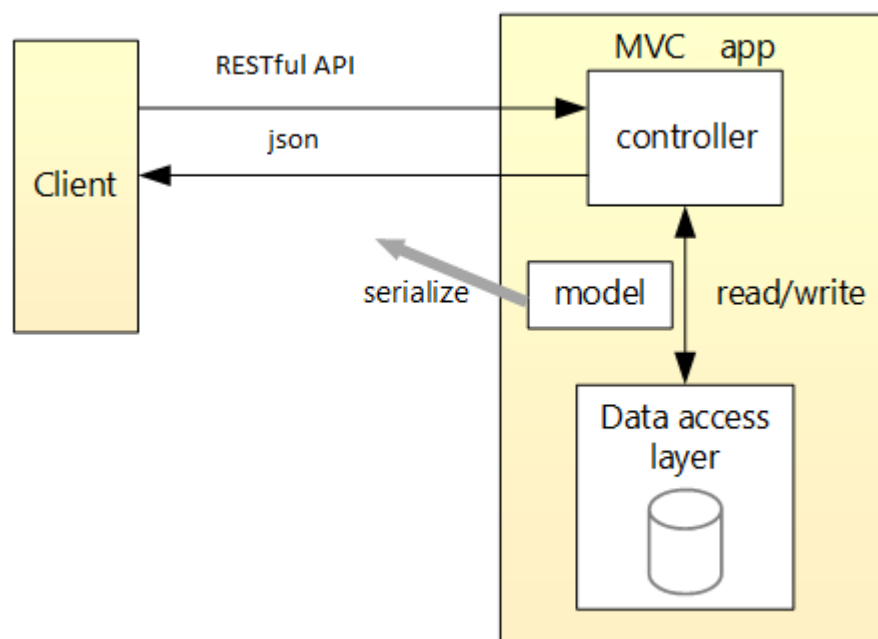 MVC app
RESTful API
controller
json
Client
serialize
model
read/write
Data access
layer